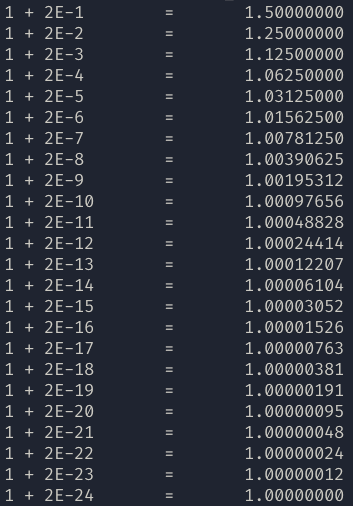 1 + 2E-1 = 1.50000000
1 + 2E-2 = 1.25000000
1 + 2E-3 = 1.12500000
1 + 2E-4 = 1.06250000
1 + 2E-5 = 1.03125000
1 + 2E-6 = 1.01562500
1 + 2E-7 = 1.00781250
1 + 2E-8 = 1.00390625
1 + 2E-9 = 1.00195312
1 + 2E-10 = 1.00097656
1 + 2E-11 = 1.00048828
1 + 2E-12 = 1.00024414
1 + 2E-13 = 1.00012207
1 + 2E-14 = 1.00006104
1 + 2E-15 = 1.00003052
1 + 2E-16 = 1.00001526
1 + 2E-17 = 1.00000763
1 + 2E-18 = 1.00000381
1 + 2E-19 = 1.00000191
1 + 2E-20 = 1.00000095
1 + 2E-21 = 1.00000048
1 + 2E-22 = 1.00000024
1 + 2E-23 = 1.00000012
1 + 2E-24 = 1.00000000